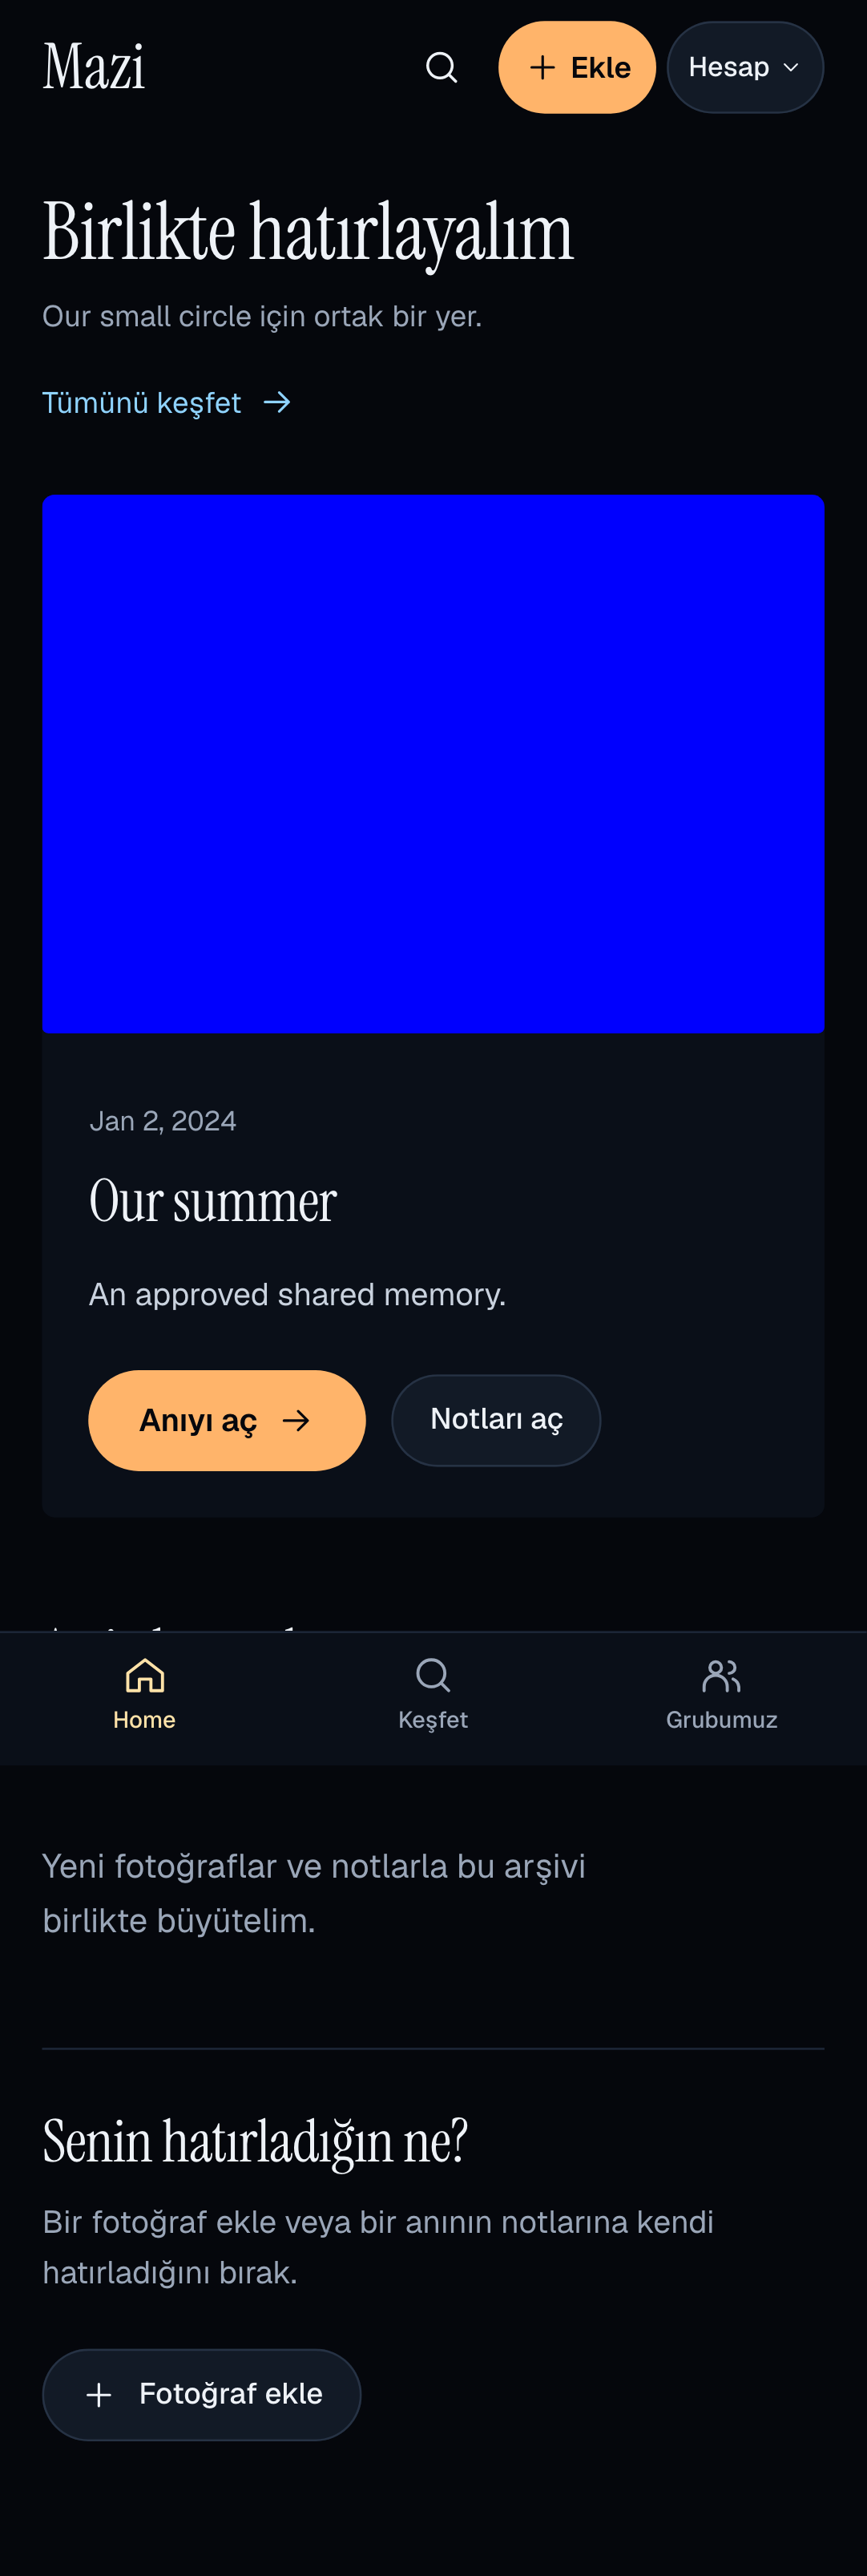 Mazi
Ekle
Hesap
Birlikte hatırlayalım
Our small circle için ortak bir yer.
Tümünü keşfet
Jan 2, 2024
Our summer
An approved shared memory.
Anıyı aç
Notları aç
Home
Keşfet
Grubumuz
Yeni fotoğraflar ve notlarla bu arşivi
birlikte büyütelim.
Senin hatırladığın ne?
Bir fotoğraf ekle veya bir anının notlarına kendi
hatırladığını bırak.
Fotoğraf ekle